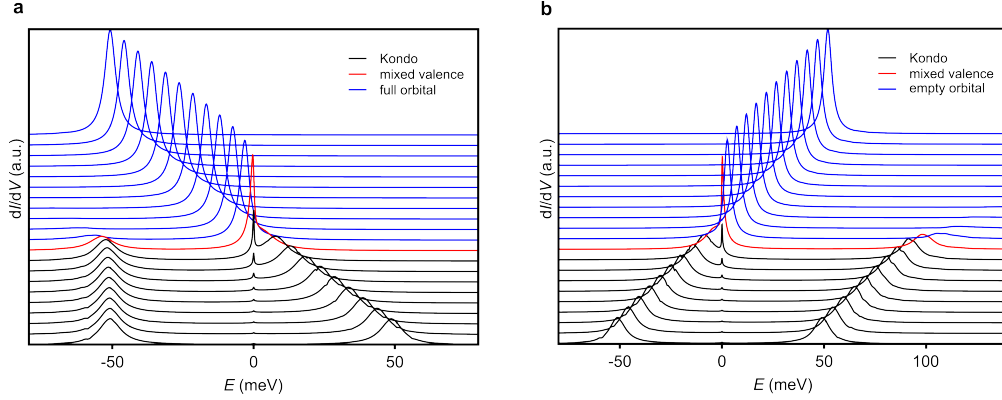 a
Kondo
mixed valence
full orbital
dI/dV (a.u.)
-50
0
50
E (meV)
b
Kondo
mixed valence
empty orbital
dI/dV (a.u.)
-50
0
50
100
E (meV)